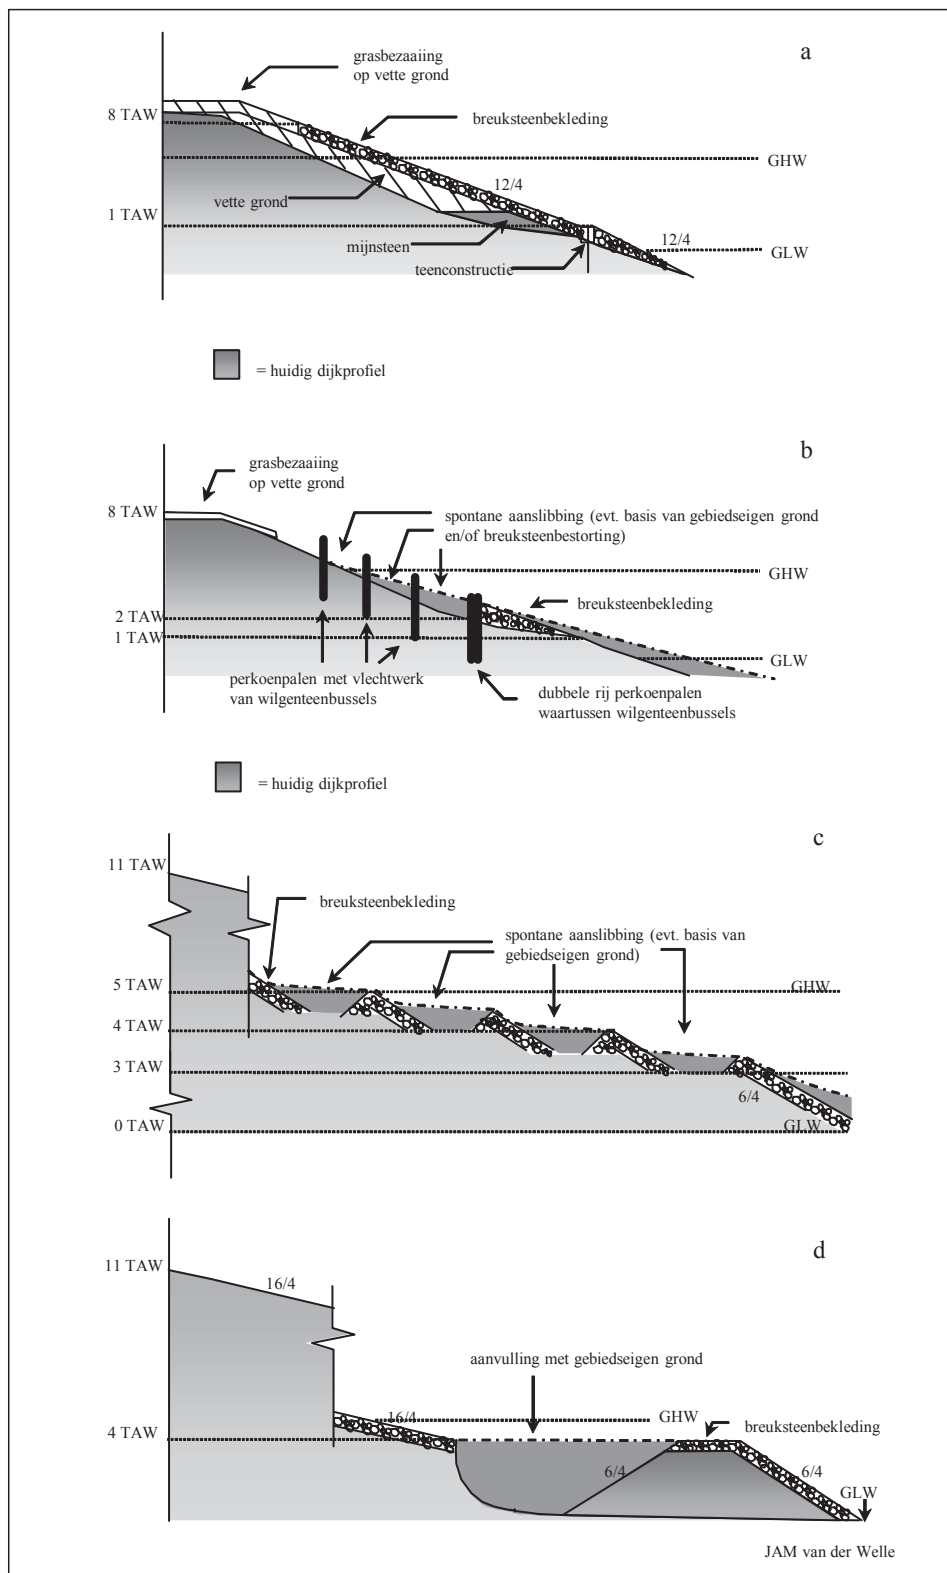 a
grasbezaaiing
op vette grond
8 TAW
breuksteenbekleding
GHW
12/4
vette grond
1 TAW
mijnsteen
12/4
GLW
teenconstructie
= huidig dijkprofiel
b
grasbezaaiing
op vette grond
8 TAW
spontane aanslibbing (evt. basis van gebiedseigen grond
en/of breuksteenbestorting)
GHW
breuksteenbekleding
2 TAW
1 TAW
GLW
perkoenpalen met vlechtwerk
van wilgenteenbussels
dubbele rij perkoenpalen
waartussen wilgenteenbussels
= huidig dijkprofiel
c
11 TAW
breuksteenbekleding
spontane aanslibbing (evt. basis van
gebiedseigen grond)
5 TAW
GHW
4 TAW
3 TAW
6/4
0 TAW
GLW
d
11 TAW
16/4
aanvulling met gebiedseigen grond
16/4
GHW
breuksteenbekleding
4 TAW
6/4
6/4
GLW
JAM van der Welle